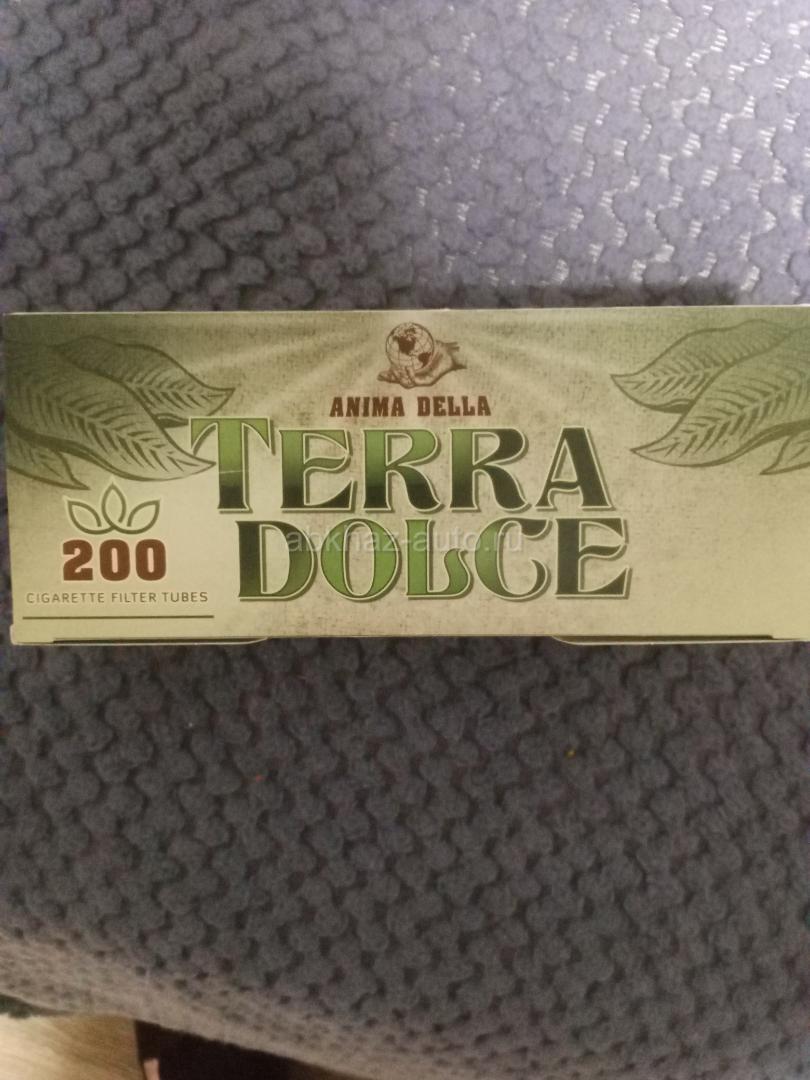 ANIMA DELLA
TERRA
DOLCE
abkhaz-auto.ru
200
CIGARETTE FILTER TUBES